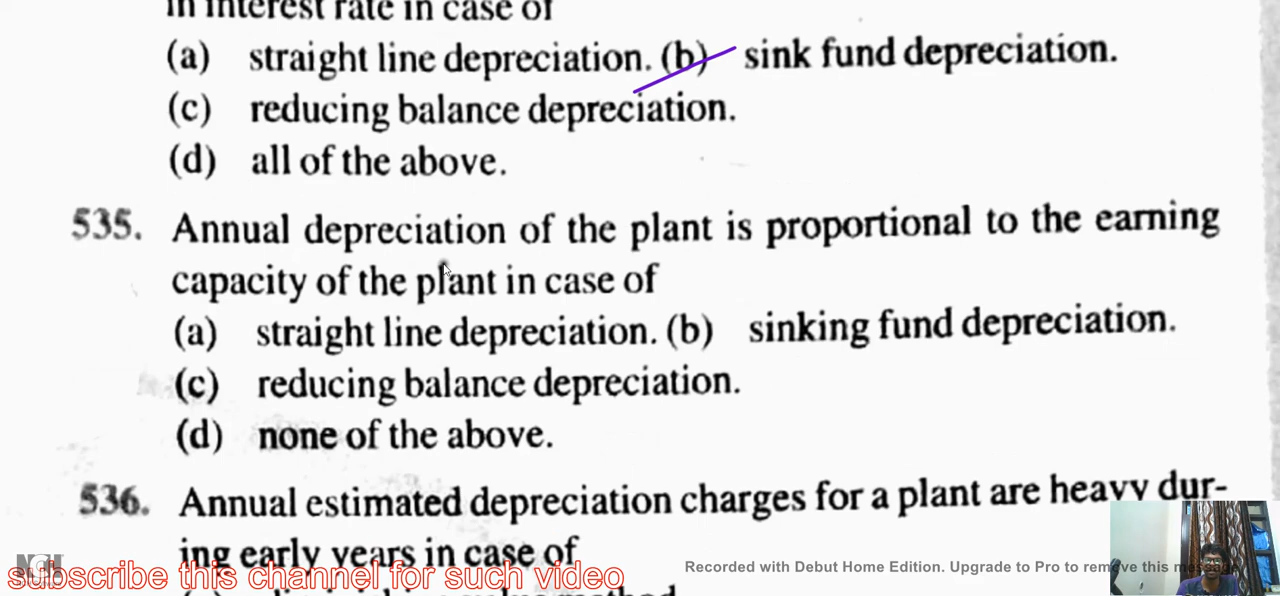 in interest rate in case of
(a) straight line depreciation. (b) sink fund depreciation.
(c) reducing balance depreciation.
(d) all of the above.
535. Annual depreciation of the plant is proportional to the earning
capacity of the plant in case of
(a) straight line depreciation. (b) sinking fund depreciation.
(c) reducing balance depreciation.
(d) none of the above.
536. Annual estimated depreciation charges for a plant are heavy dur-
ing early years in case of
subscribe this channel for such video
Recorded with Debut Home Edition. Upgrade to Pro to remove this message